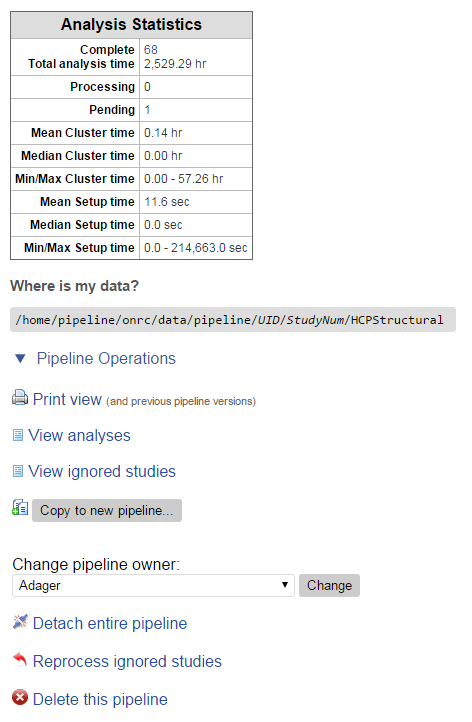 Analysis Statistics
Complete 68
Total analysis time 2,529.29 hr
Processing 0
Pending 1
Mean Cluster time 0.14 hr
Median Cluster time 0.00 hr
Min/Max Cluster time 0.00 - 57.26 hr
Mean Setup time 11.6 sec
Median Setup time 0.0 sec
Min/Max Setup time 0.0 - 214,663.0 sec
Where is my data?
/home/pipeline/onrc/data/pipeline/UID/StudyNum/HCPStructural
▼ Pipeline Operations
Print view (and previous pipeline versions)
View analyses
View ignored studies
Copy to new pipeline...
Change pipeline owner:
Adager ▼ Change
Detach entire pipeline
Reprocess ignored studies
Delete this pipeline